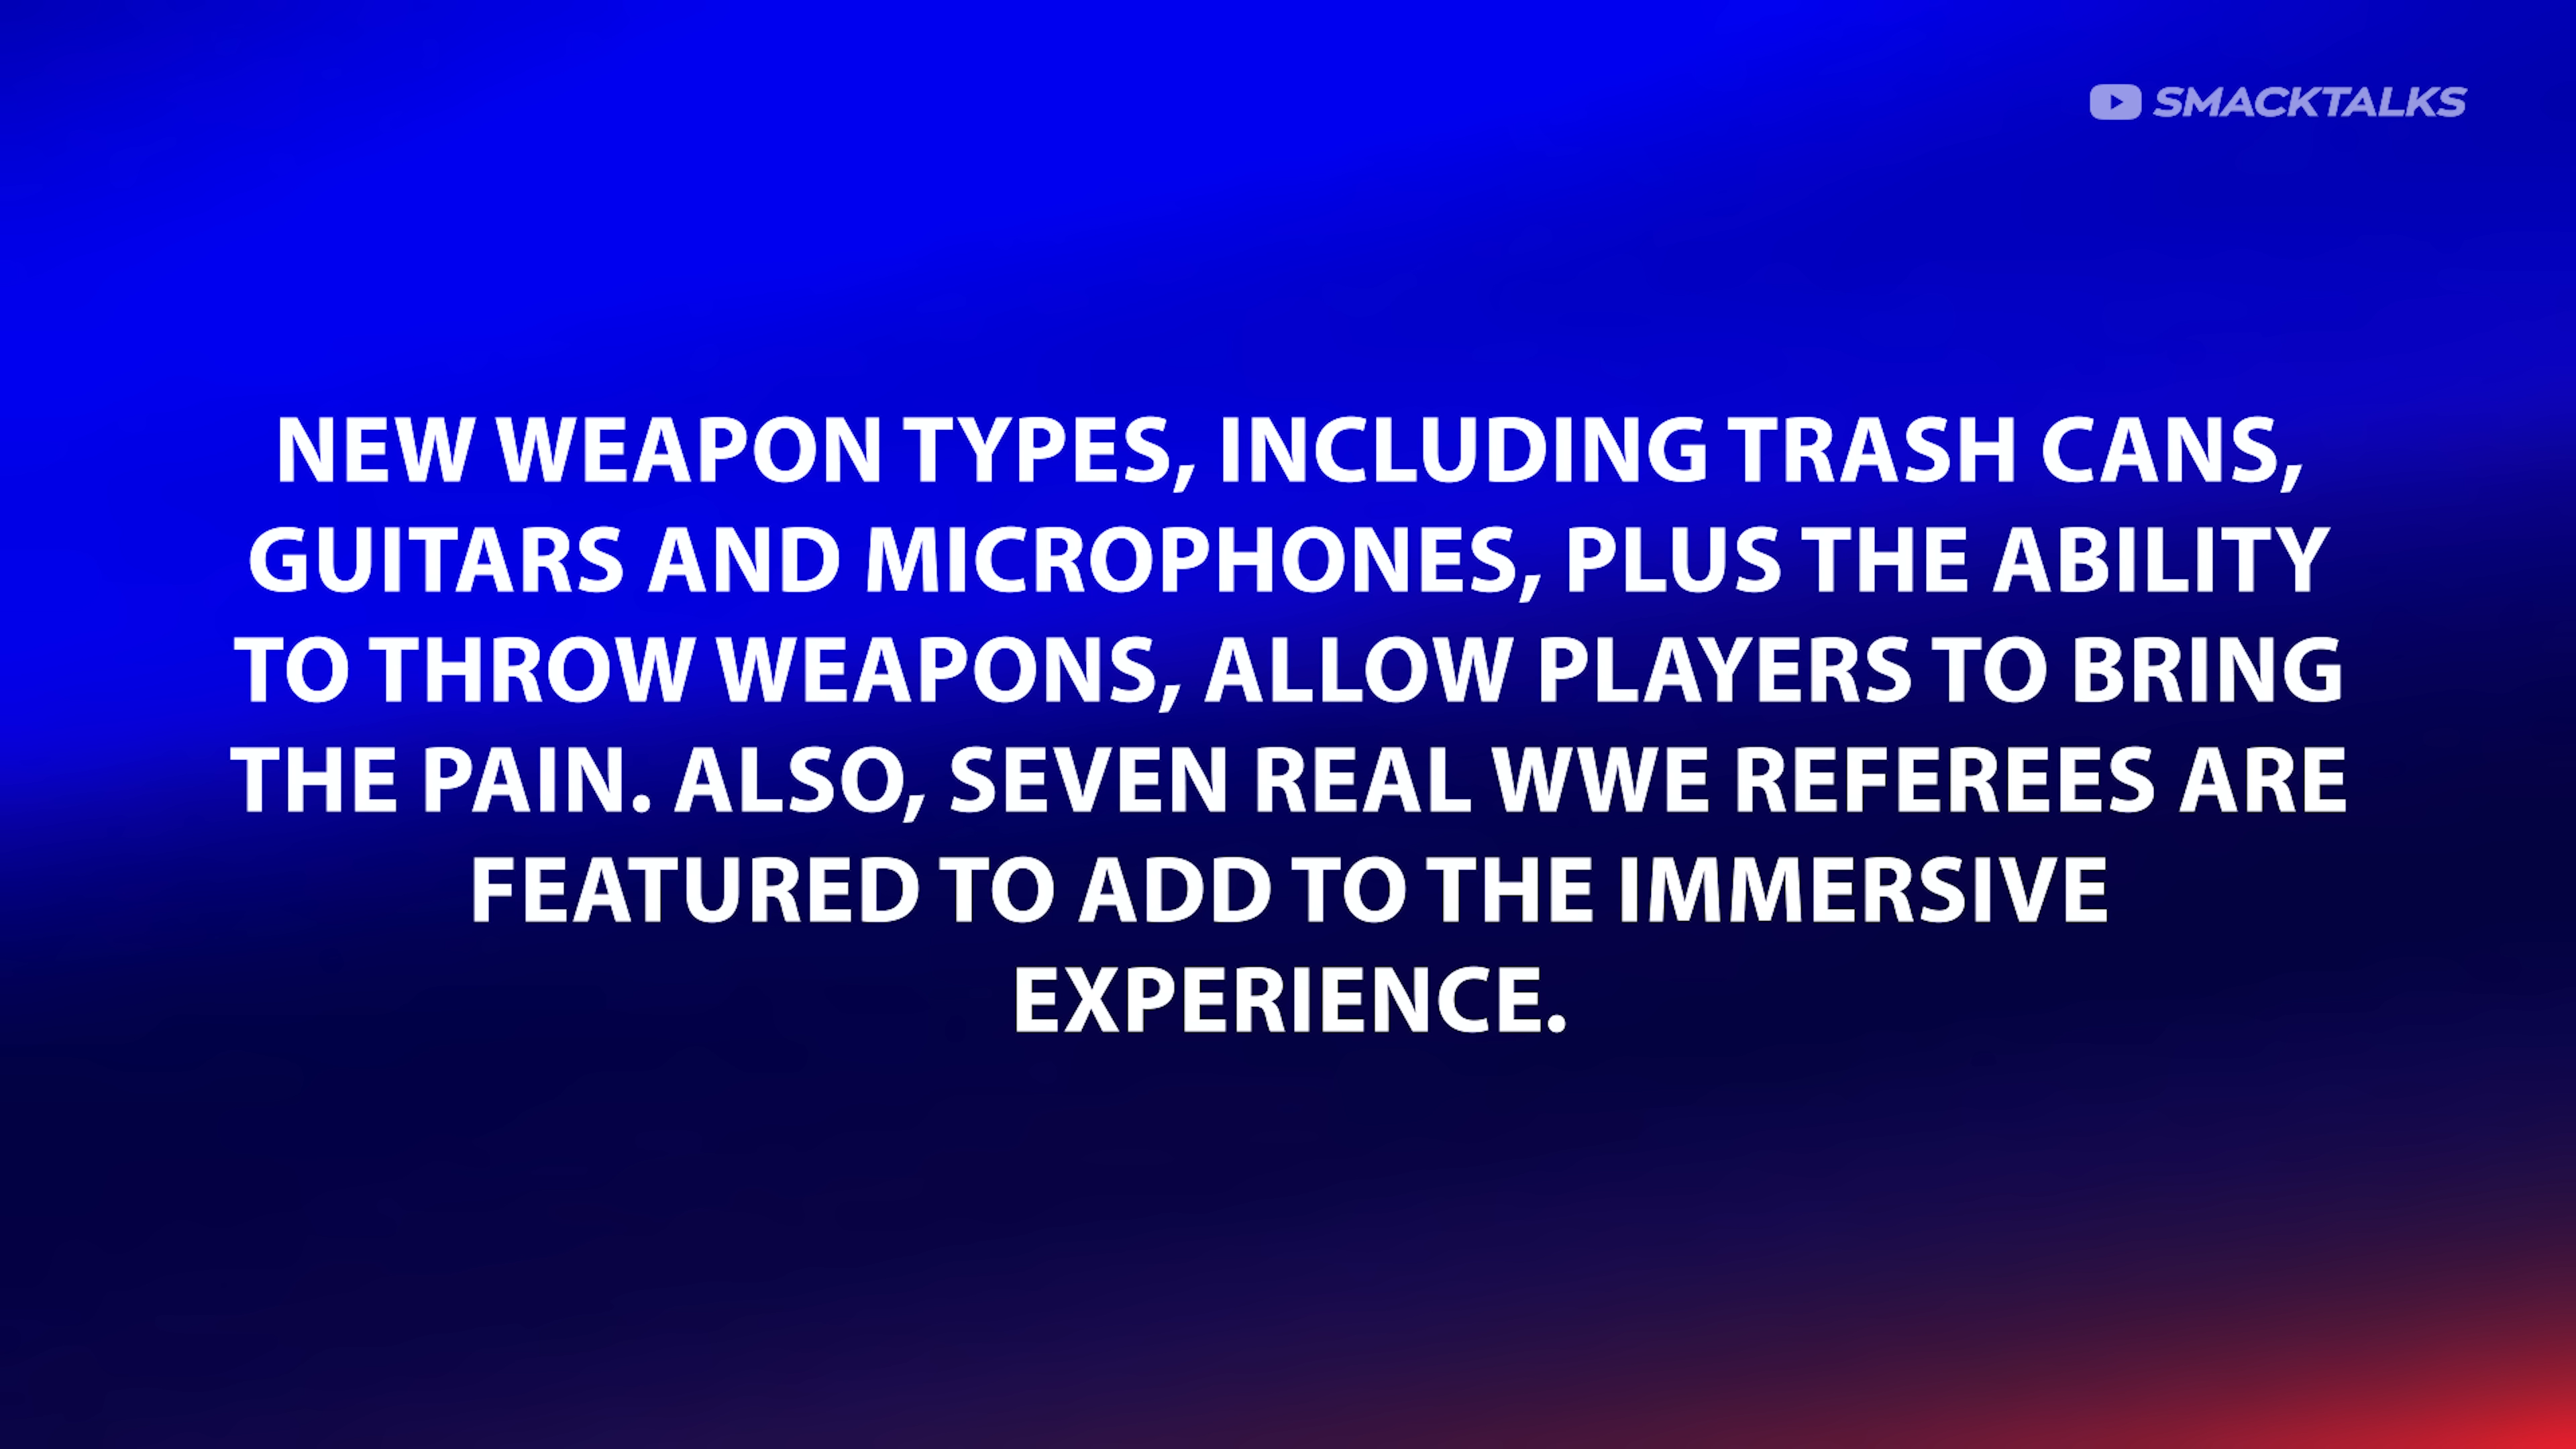 SMACKTALKS
NEW WEAPON TYPES, INCLUDING TRASH CANS,
GUITARS AND MICROPHONES, PLUS THE ABILITY
TO THROW WEAPONS, ALLOW PLAYERS TO BRING
THE PAIN. ALSO, SEVEN REAL WWE REFEREES ARE
FEATURED TO ADD TO THE IMMERSIVE
EXPERIENCE.